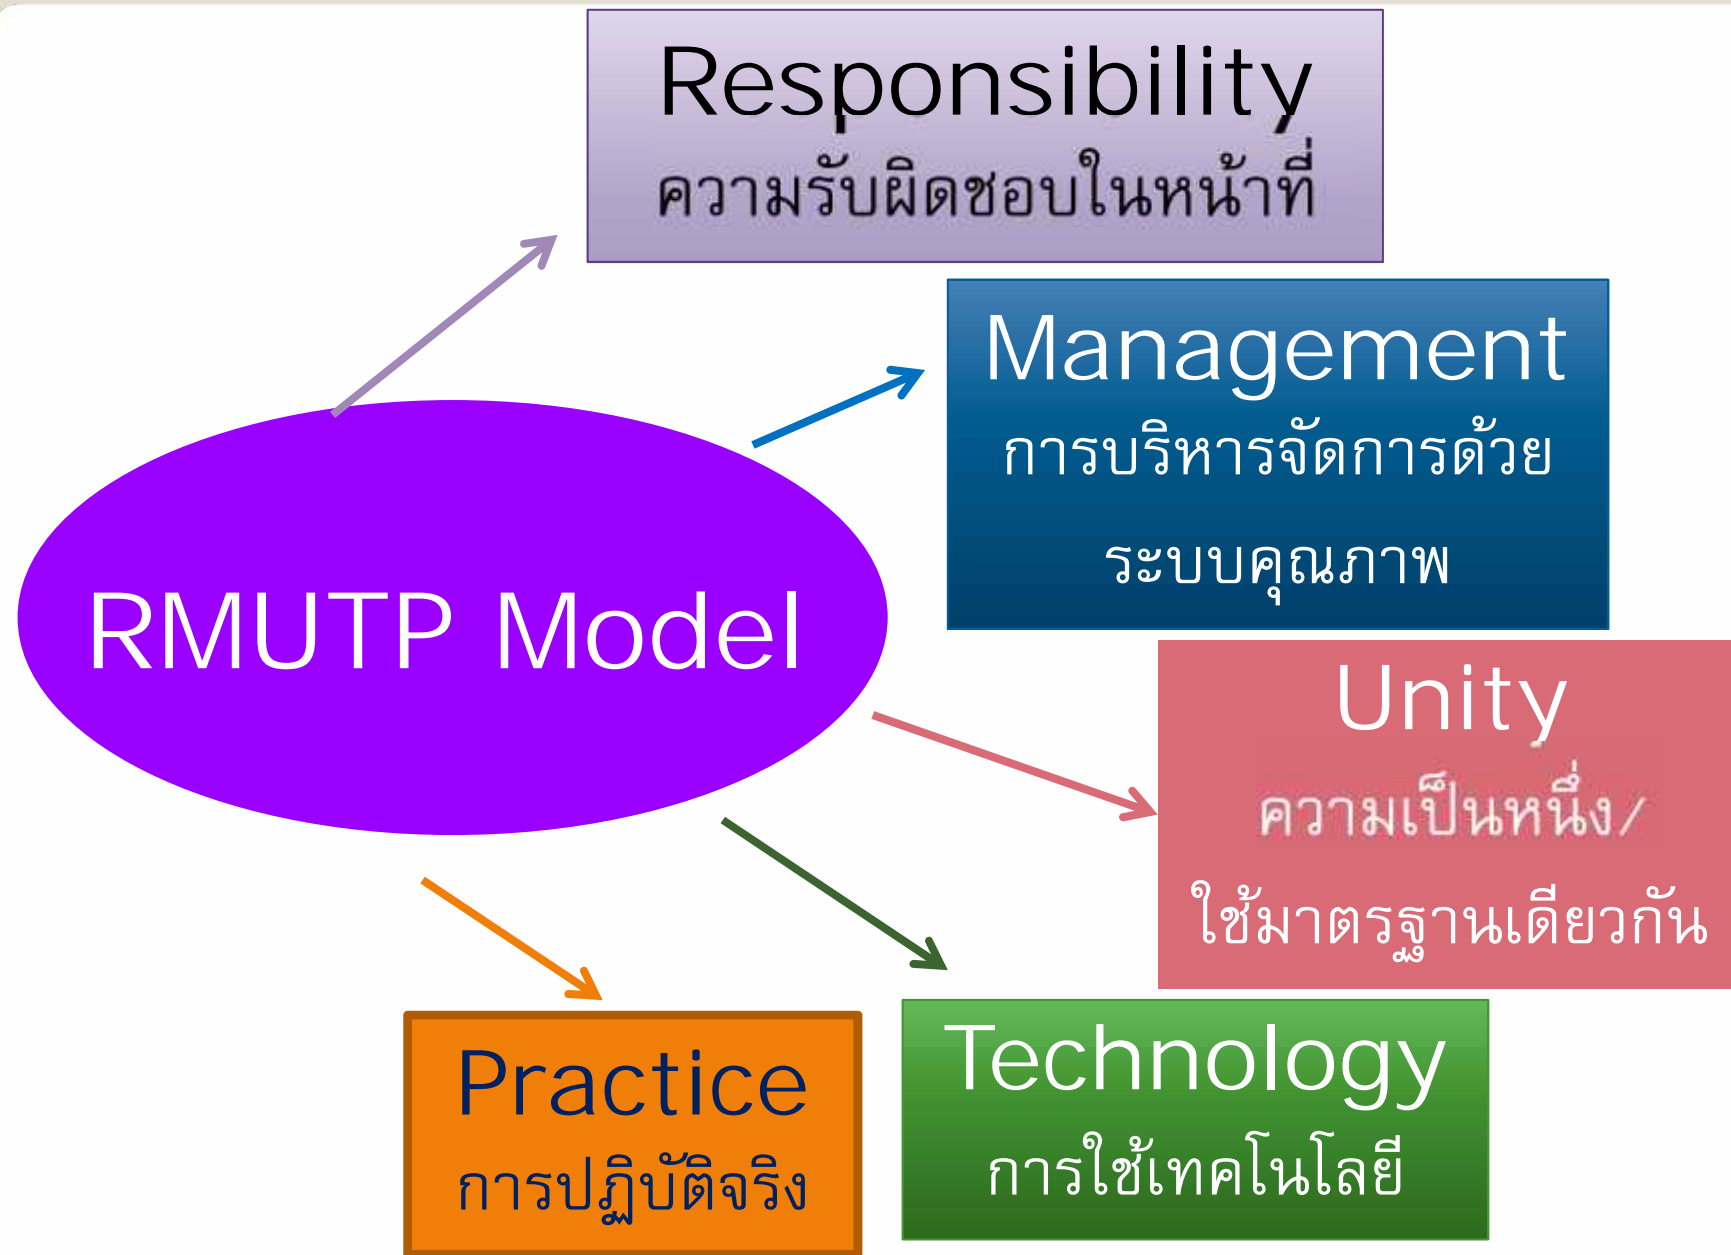 Responsibility
ความรับผิดชอบในหน้าที่
Management
การบริหารจัดการด้วย
ระบบคุณภาพ
RMUTP Model
Unity
ความเป็นหนึ่ง/
ใช้มาตรฐานเดียวกัน
Technology
การใช้เทคโนโลยี
Practice
การปฏิบัติจริง